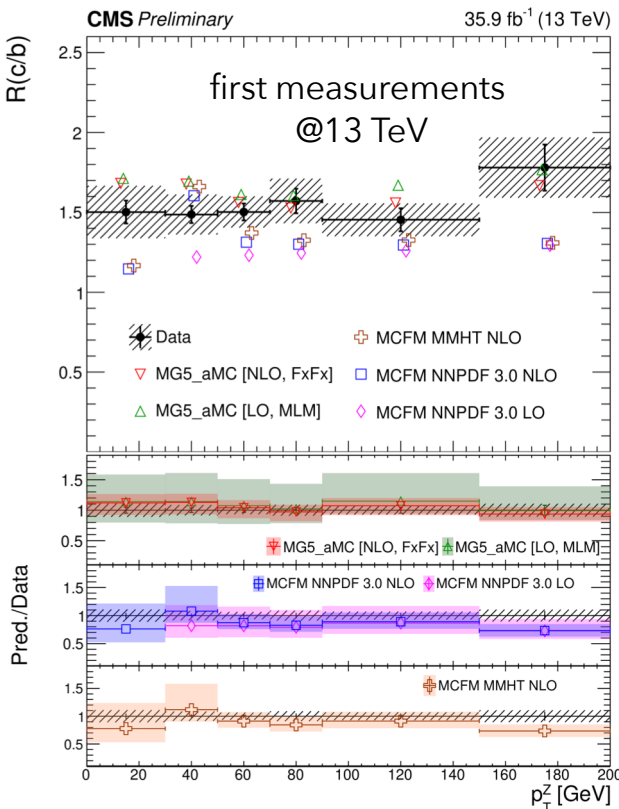 CMS Preliminary 35.9 fb⁻¹ (13 TeV)
R(c/b)
2.5
2
1.5
1
0.5
first measurements
@13 TeV
Data
MG5_aMC [NLO, FxFx]
MG5_aMC [LO, MLM]
MCFM MMHT NLO
MCFM NNPDF 3.0 NLO
MCFM NNPDF 3.0 LO
Pred./Data
1.5
1
0.5
MG5_aMC [NLO, FxFx] MG5_aMC [LO, MLM]
1.5
1
0.5
MCFM NNPDF 3.0 NLO MCFM NNPDF 3.0 LO
1.5
1
0.5
MCFM MMHT NLO
0 20 40 60 80 100 120 140 160 180 200
p_T^Z [GeV]